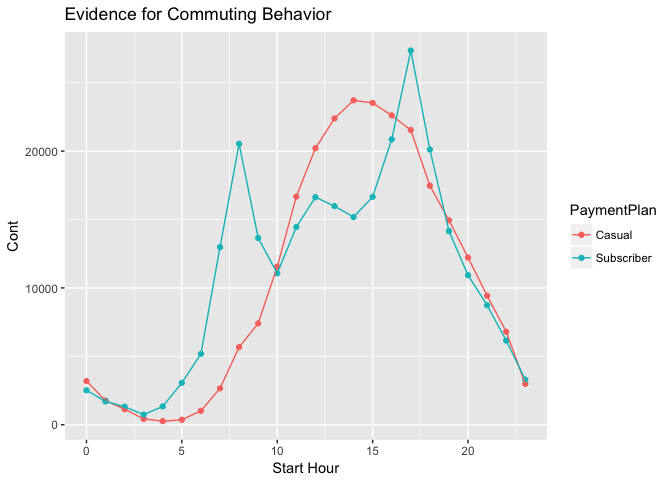 Evidence for Commuting Behavior
20000
10000
0
Cont
0 5 10 15 20
Start Hour
PaymentPlan
Casual
Subscriber